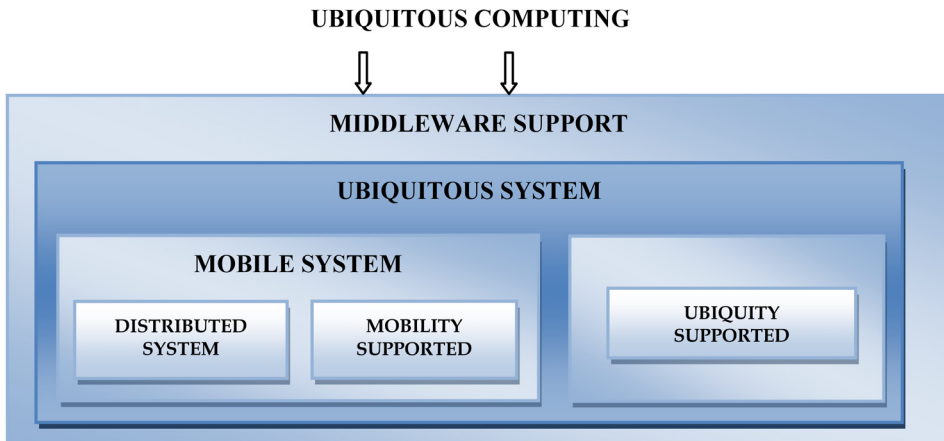 UBIQUITOUS COMPUTING
MIDDLEWARE SUPPORT
UBIQUITOUS SYSTEM
MOBILE SYSTEM
DISTRIBUTED
SYSTEM
MOBILITY
SUPPORTED
UBIQUITY
SUPPORTED